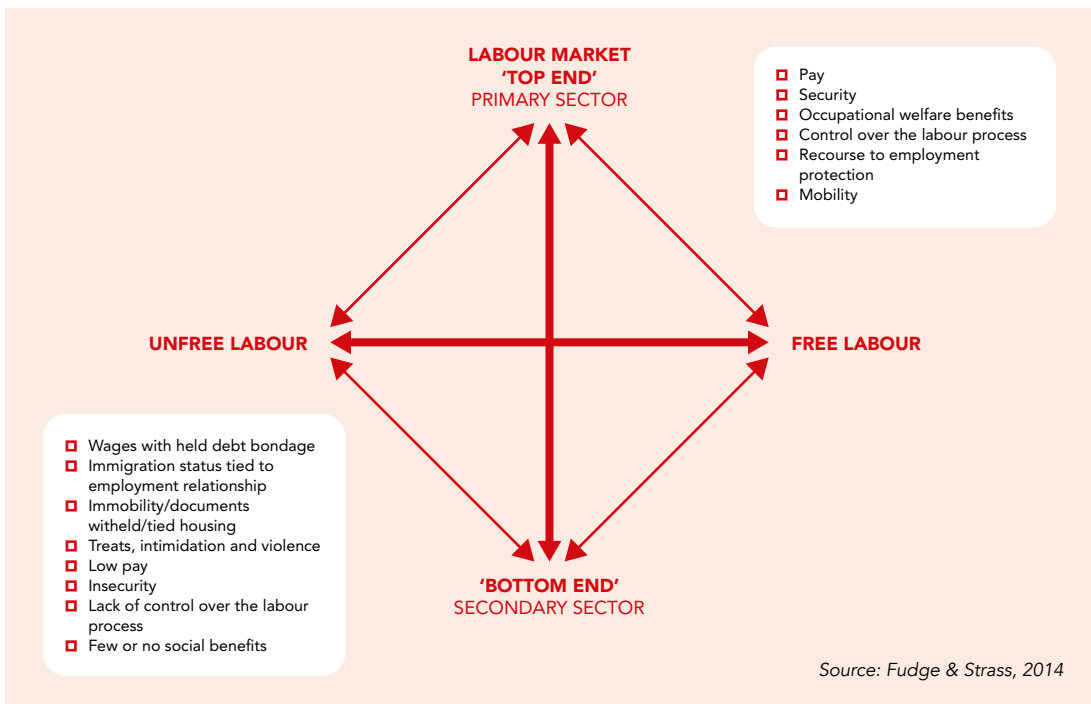 LABOUR MARKET
'TOP END'
PRIMARY SECTOR
Pay
Security
Occupational welfare benefits
Control over the labour process
Recourse to employment
protection
Mobility
UNFREE LABOUR
FREE LABOUR
Wages with held debt bondage
Immigration status tied to
employment relationship
Immobility/documents
witheld/tied housing
Treats, intimidation and violence
Low pay
Insecurity
Lack of control over the labour
process
Few or no social benefits
'BOTTOM END'
SECONDARY SECTOR
Source: Fudge & Strass, 2014